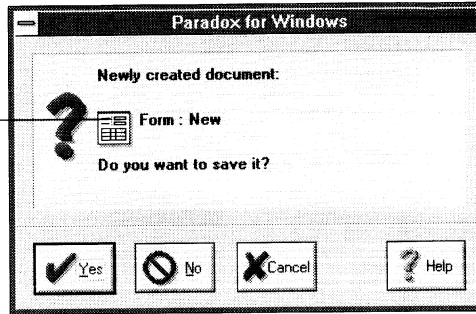 Paradox for Windows
Newly created document:
Form : New
Do you want to save it?
Yes
No
Cancel
Help